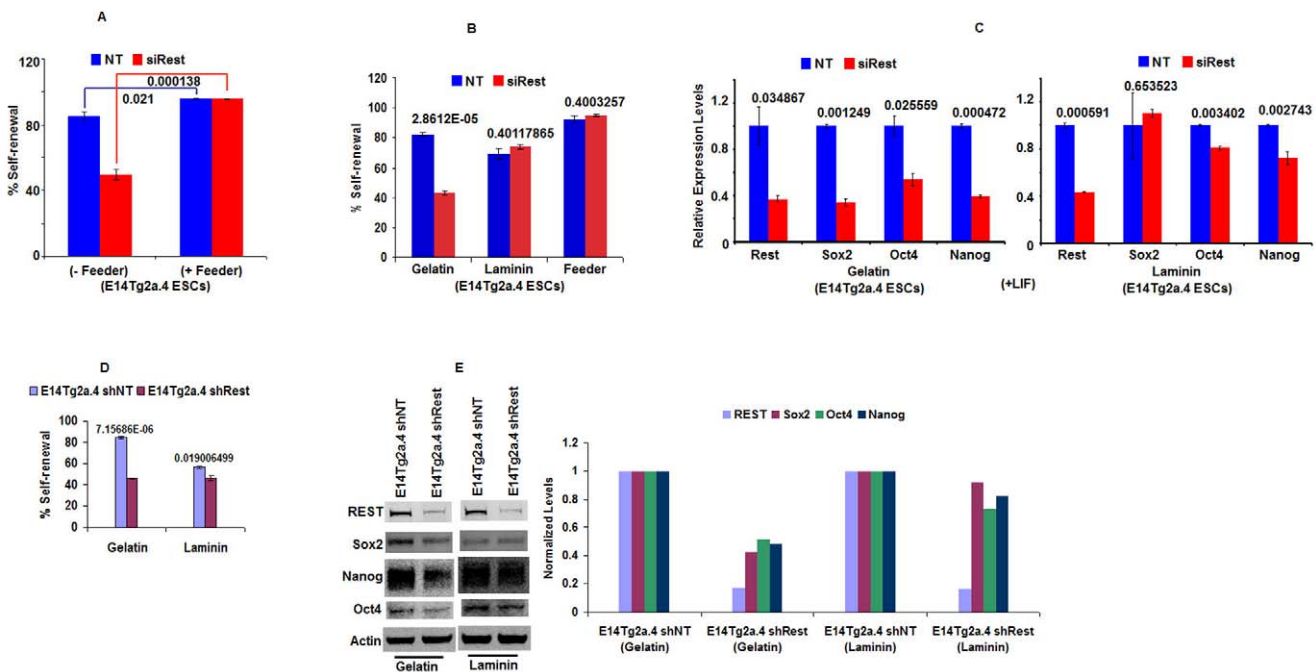 A
NT siRest
0.000138
0.021
120
80
40
0
% Self-renewal
(- Feeder) (+ Feeder)
(E14Tg2a.4 ESCs)
B
NT siRest
120
100
80
60
40
20
0
% Self-renewal
2.8612E-05
0.40117865
0.4003257
Gelatin Laminin Feeder
(E14Tg2a.4 ESCs)
C
NT siRest
Relative Expression Levels
1.2
0.8
0.4
0
0.034867
0.001249
0.025559
0.000472
Rest Sox2 Oct4 Nanog
Gelatin
(E14Tg2a.4 ESCs)
(+LIF)
NT siRest
1.2
0.8
0.4
0
0.000591
0.653523
0.003402
0.002743
Rest Sox2 Oct4 Nanog
Laminin
(E14Tg2a.4 ESCs)
D
E14Tg2a.4 shNT E14Tg2a.4 shRest
% Self-renewal
100
80
60
40
20
0
7.15686E-06
0.019006499
Gelatin Laminin
E
E14Tg2a.4 shNT
E14Tg2a.4 shRest
E14Tg2a.4 shNT
E14Tg2a.4 shRest
REST
Sox2
Nanog
Oct4
Actin
Gelatin Laminin
REST Sox2 Oct4 Nanog
Normalized Levels
1.2
1
0.8
0.6
0.4
0.2
0
E14Tg2a.4 shNT E14Tg2a.4 shRest E14Tg2a.4 shNT E14Tg2a.4 shRest
(Gelatin) (Gelatin) (Laminin) (Laminin)